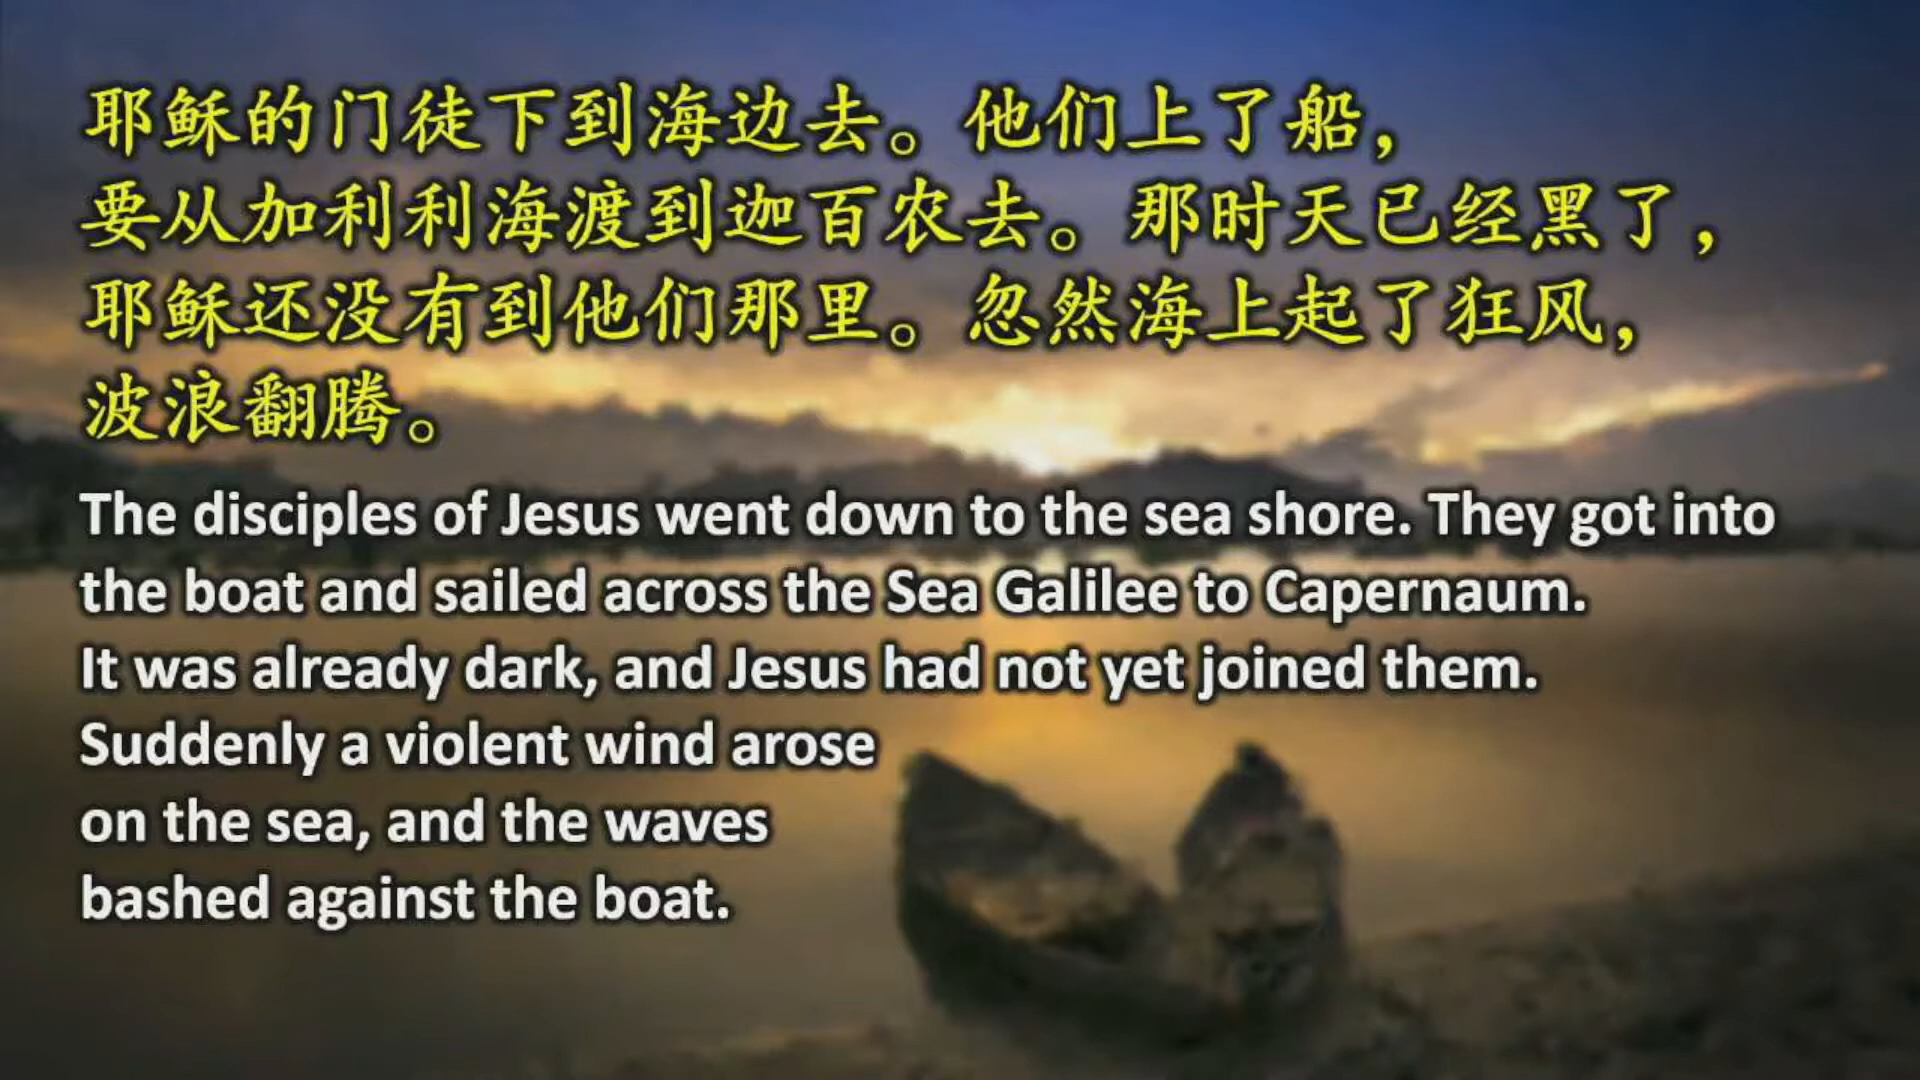 耶稣的门徒下到海边去。他们上了船，
要从加利利海渡到迦百农去。那时天已经黑了，
耶稣还没有到他们那里。忽然海上起了狂风，
波浪翻腾。
The disciples of Jesus went down to the sea shore. They got into
the boat and sailed across the Sea Galilee to Capernaum.
It was already dark, and Jesus had not yet joined them.
Suddenly a violent wind arose
on the sea, and the waves
bashed against the boat.